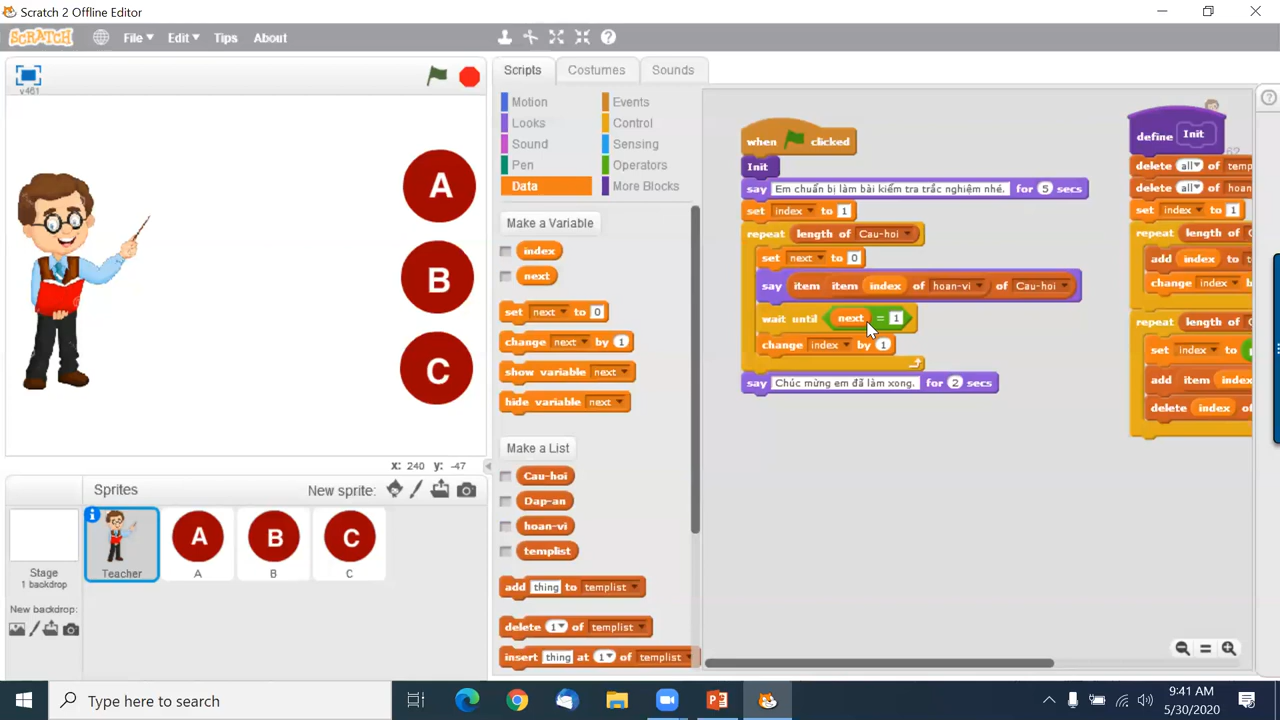 Scratch 2 Offline Editor
SCRATCH File Edit Tips About
v461
Scripts Costumes Sounds
Motion Events
Looks Control
Sound Sensing
Pen Operators
Data More Blocks
Make a Variable
index
next
set next to 0
change next by 1
show variable next
hide variable next
Make a List
Cau-hoi
Dap-an
hoan-vi
templist
add thing to templist
delete 1 of templist
insert thing at 1 of templist
when clicked
Init
say Em chuẩn bị làm bài kiểm tra trắc nghiệm nhé. for 5 secs
set index to 1
repeat length of Cau-hoi
set next to 0
say item item index of hoan-vi of Cau-hoi
wait until next = 1
change index by 1
say Chúc mừng em đã làm xong. for 2 secs
define Init
delete all of temp
delete all of hoan
set index to 1
repeat length of
add index to t
change index
repeat length of
set index to
add item index
delete index of
A
B
C
x: 240 y: -47
Sprites New sprite:
Stage
1 backdrop
New backdrop:
Teacher
A
A
B
B
C
C
Type here to search
9:41 AM
5/30/2020